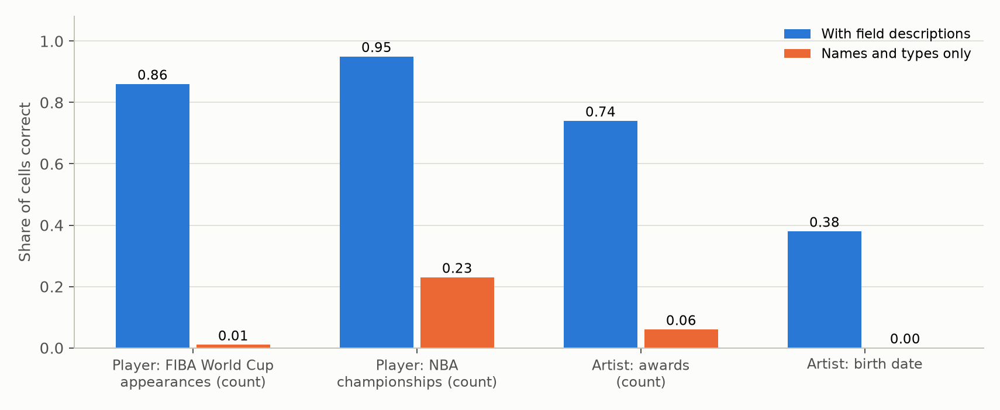 With field descriptions
Names and types only
Share of cells correct
1.0
0.8
0.6
0.4
0.2
0.0
0.86
0.01
0.95
0.23
0.74
0.06
0.38
0.00
Player: FIBA World Cup
appearances (count)
Player: NBA
championships (count)
Artist: awards
(count)
Artist: birth date